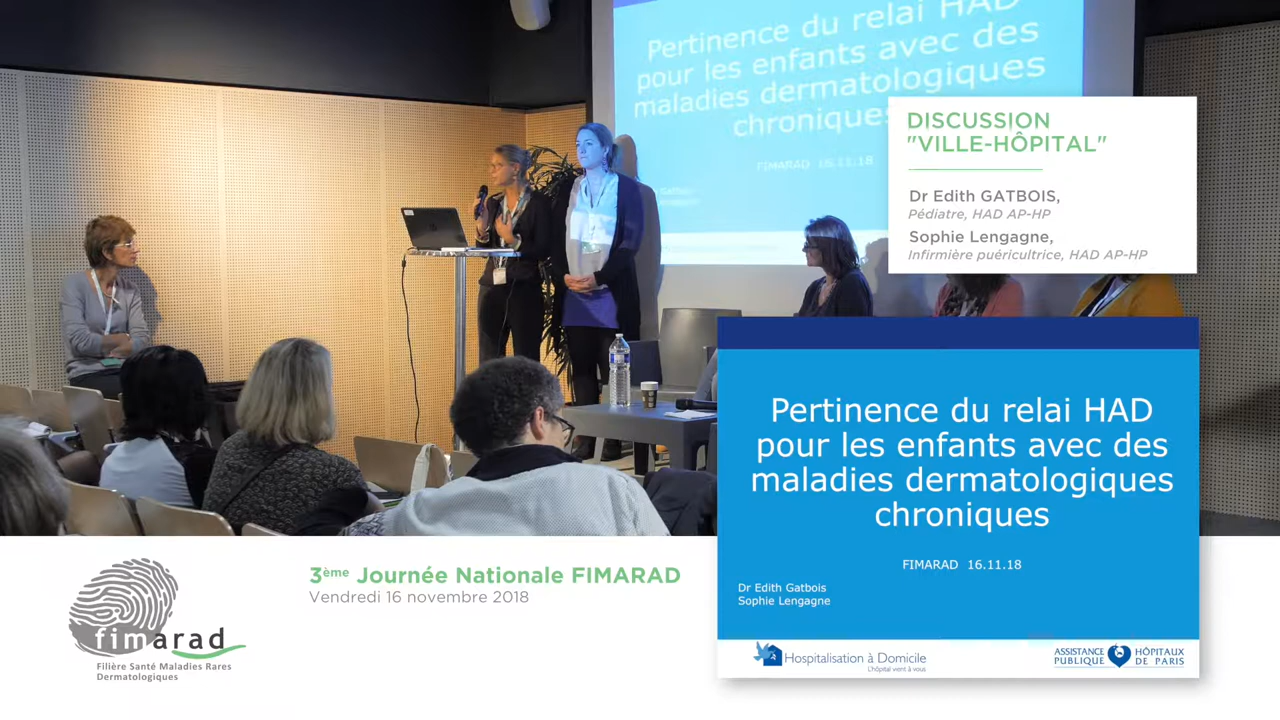 Pertinence du relai HAD
pour les enfants avec des
maladies dermatologiques
chroniques
FIMARAD 16.11.18
DISCUSSION
"VILLE-HÔPITAL"
Dr Edith GATBOIS,
Pédiatre, HAD AP-HP
Sophie Lengagne,
Infirmière puéricultrice, HAD AP-HP
Pertinence du relai HAD
pour les enfants avec des
maladies dermatologiques
chroniques
FIMARAD 16.11.18
Dr Edith Gatbois
Sophie Lengagne
Hospitalisation à Domicile
L'hôpital vient à vous
ASSISTANCE PUBLIQUE
HÔPITAUX DE PARIS
3ème Journée Nationale FIMARAD
Vendredi 16 novembre 2018
fimarad
Filière Santé Maladies Rares
Dermatologiques